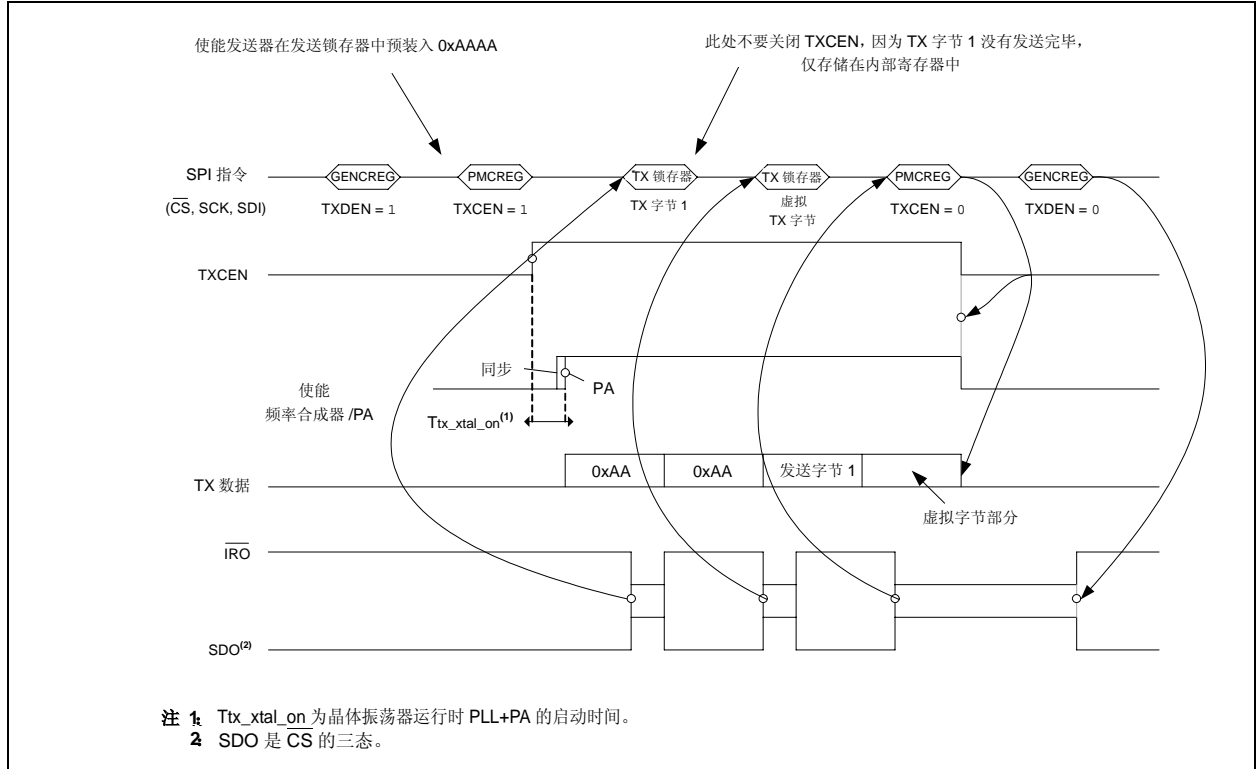 使能发送器在发送锁存器中预装入 0xAAAA
此处不要关闭 TXCEN，因为 TX 字节 1 没有发送完毕，
仅存储在内部寄存器中
SPI 指令
(CS, SCK, SDI)
GENCREG
PMCREG
TX 锁存器
TX 锁存器
PMCREG
GENCREG
TXDEN = 1
TXCEN = 1
TX 字节 1
虚拟
TX 字节
TXCEN = 0
TXDEN = 0
TXCEN
同步
PA
使能
频率合成器 /PA
Ttx_xtal_on(1)
TX 数据
0xAA
0xAA
发送字节 1
虚拟字节部分
IRO
SDO(2)
注 1: Ttx_xtal_on 为晶体振荡器运行时 PLL+PA 的启动时间。
2: SDO 是 CS 的三态。